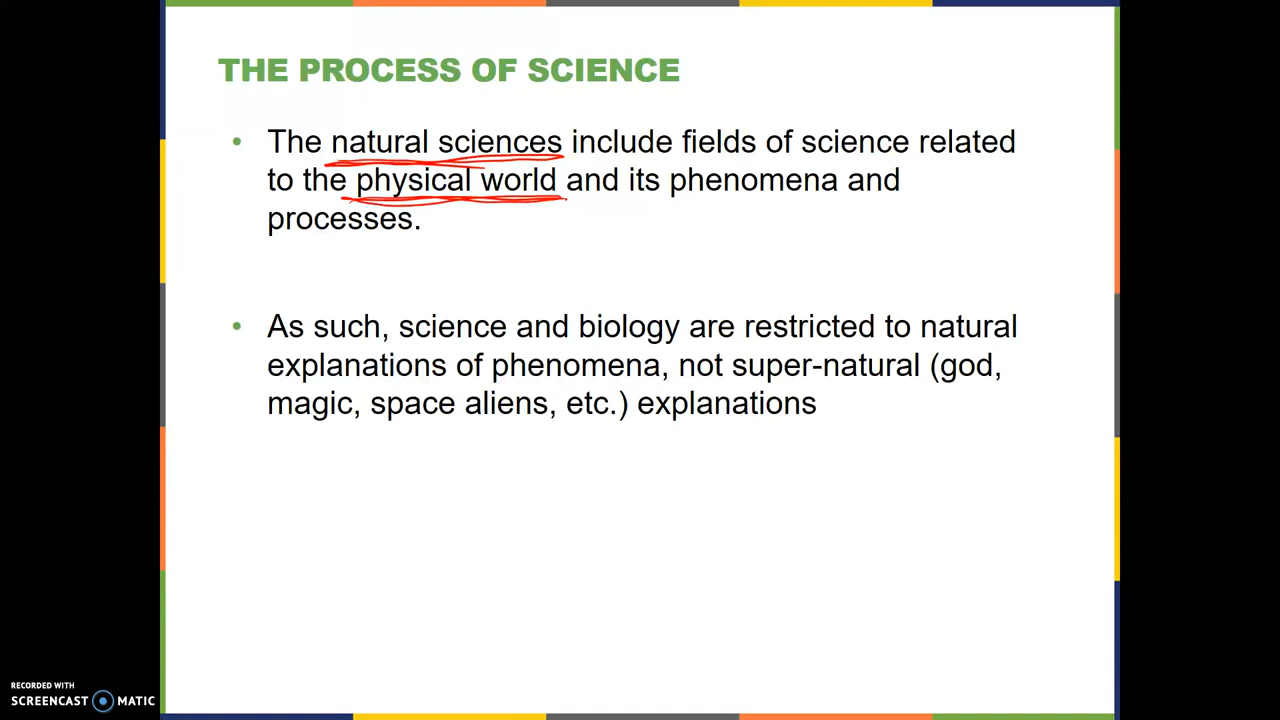 THE PROCESS OF SCIENCE
• The natural sciences include fields of science related
to the physical world and its phenomena and
processes.
• As such, science and biology are restricted to natural
explanations of phenomena, not super-natural (god,
magic, space aliens, etc.) explanations
RECORDED WITH
SCREENCAST MATIC